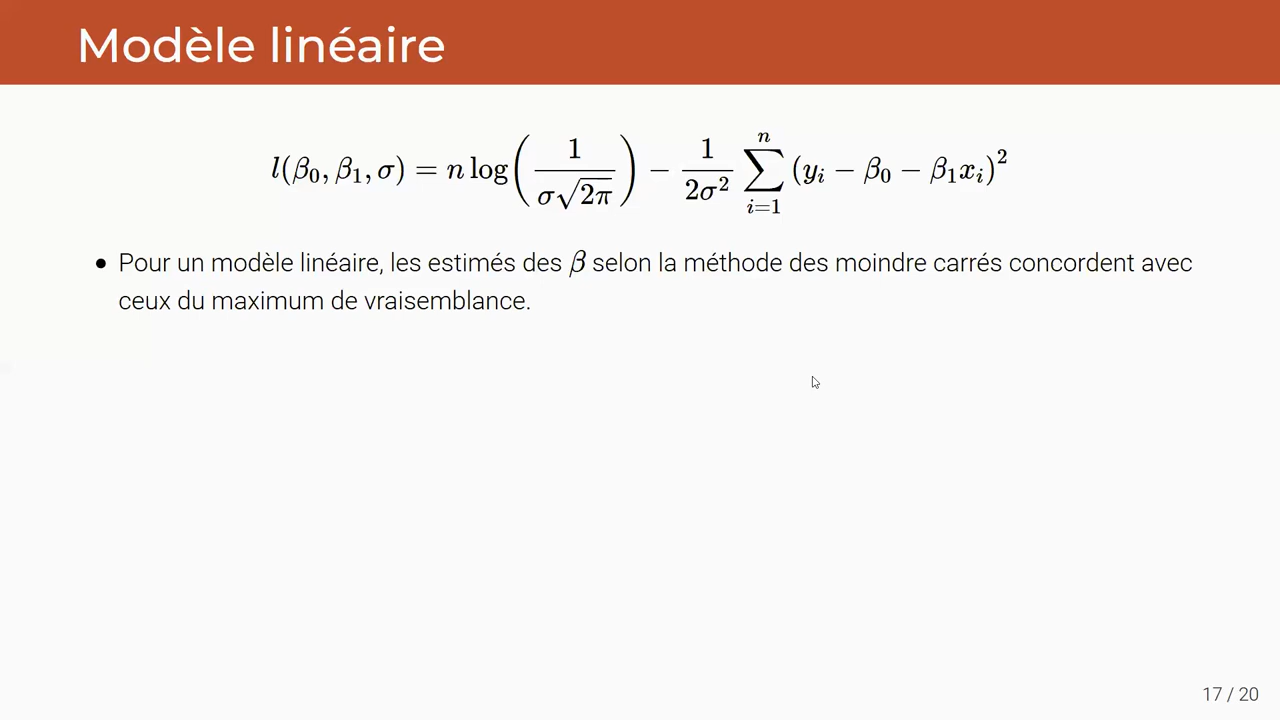 Modèle linéaire
l(β₀, β₁, σ) = n log(1 / (σ√(2π))) − 1/(2σ²) ∑ᵢ₌₁ⁿ (yᵢ − β₀ − β₁xᵢ)²
• Pour un modèle linéaire, les estimés des β selon la méthode des moindre carrés concordent avec
ceux du maximum de vraisemblance.
17 / 20